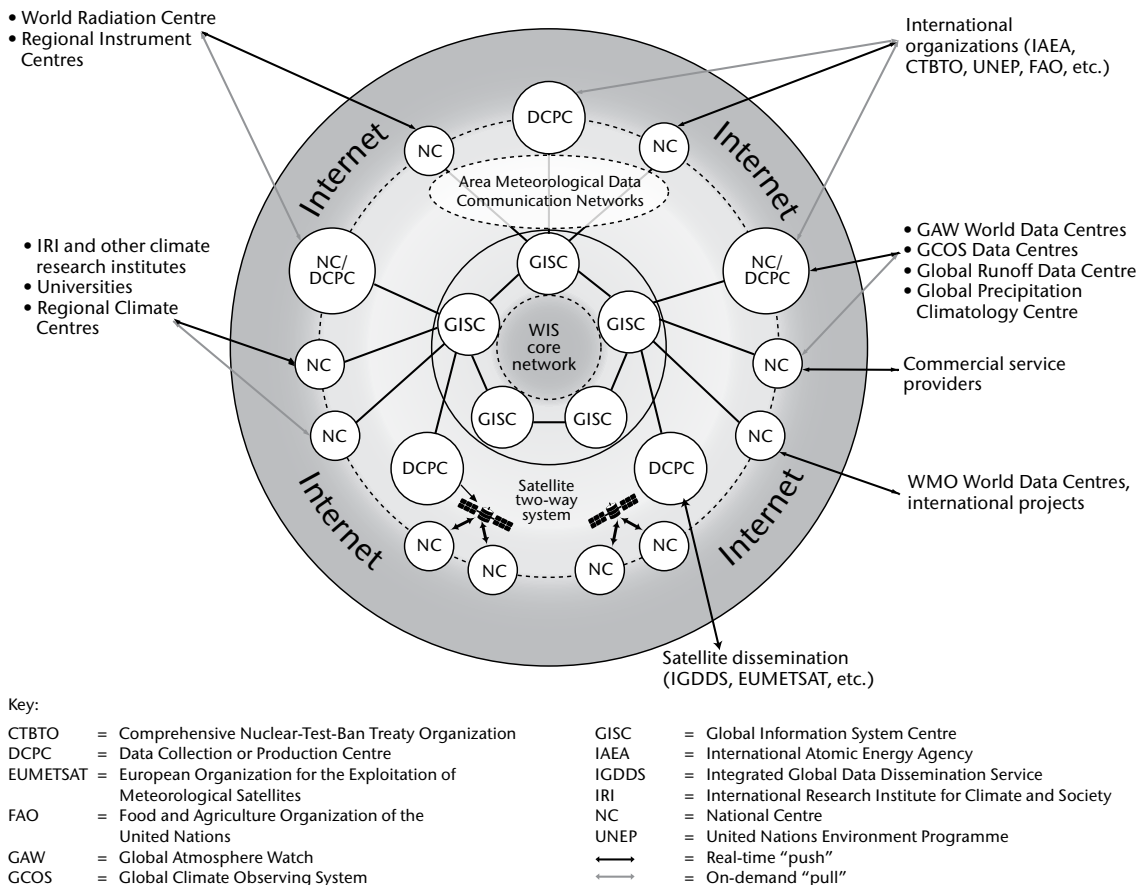 • World Radiation Centre
• Regional Instrument
Centres
International
organizations (IAEA,
CTBTO, UNEP, FAO, etc.)
DCPC
NC
NC
Internet
Internet
Area Meteorological Data
Communication Networks
• IRI and other climate
research institutes
• Universities
• Regional Climate
Centres
NC/
DCPC
GISC
NC/
DCPC
• GAW World Data Centres
• GCOS Data Centres
• Global Runoff Data Centre
• Global Precipitation
Climatology Centre
GISC
GISC
WIS
core
network
NC
NC
Commercial service
providers
GISC
GISC
NC
NC
DCPC
DCPC
Satellite
two-way
system
WMO World Data Centres,
international projects
Internet
Internet
NC
NC
NC
NC
Satellite dissemination
(IGDDS, EUMETSAT, etc.)
Key:
CTBTO = Comprehensive Nuclear-Test-Ban Treaty Organization
DCPC = Data Collection or Production Centre
EUMETSAT = European Organization for the Exploitation of
Meteorological Satellites
FAO = Food and Agriculture Organization of the
United Nations
GAW = Global Atmosphere Watch
GCOS = Global Climate Observing System
GISC = Global Information System Centre
IAEA = International Atomic Energy Agency
IGDDS = Integrated Global Data Dissemination Service
IRI = International Research Institute for Climate and Society
NC = National Centre
UNEP = United Nations Environment Programme
= Real-time “push”
= On-demand “pull”